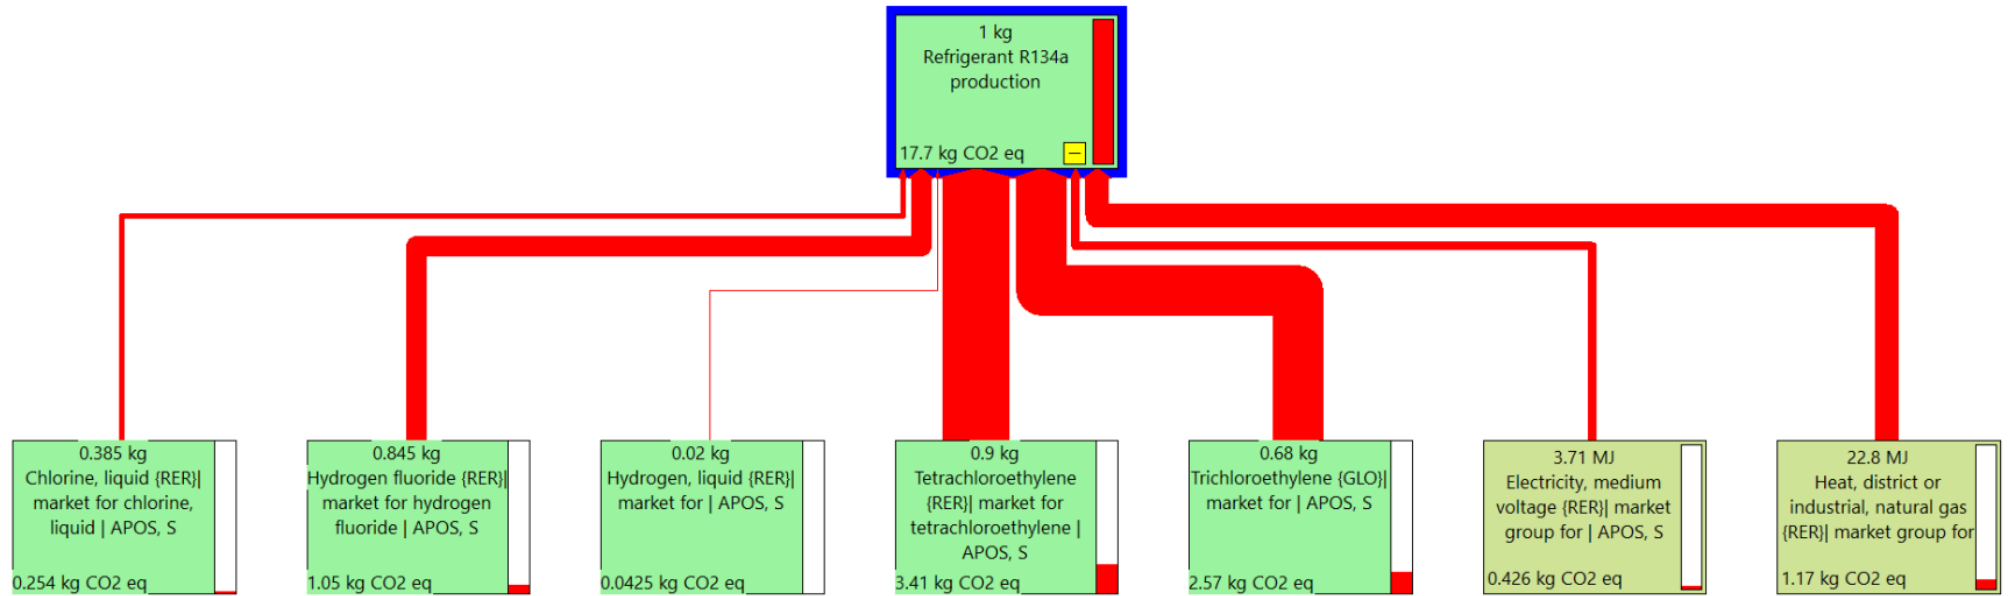 1 kg
Refrigerant R134a
production
17.7 kg CO2 eq
0.385 kg
Chlorine, liquid {RER}|
market for chlorine,
liquid | APOS, S
0.254 kg CO2 eq
0.845 kg
Hydrogen fluoride {RER}|
market for hydrogen
fluoride | APOS, S
1.05 kg CO2 eq
0.02 kg
Hydrogen, liquid {RER}|
market for | APOS, S
0.0425 kg CO2 eq
0.9 kg
Tetrachloroethylene
{RER}| market for
tetrachloroethylene |
APOS, S
3.41 kg CO2 eq
0.68 kg
Trichloroethylene {GLO}|
market for | APOS, S
2.57 kg CO2 eq
3.71 MJ
Electricity, medium
voltage {RER}| market
group for | APOS, S
0.426 kg CO2 eq
22.8 MJ
Heat, district or
industrial, natural gas
{RER}| market group for
1.17 kg CO2 eq